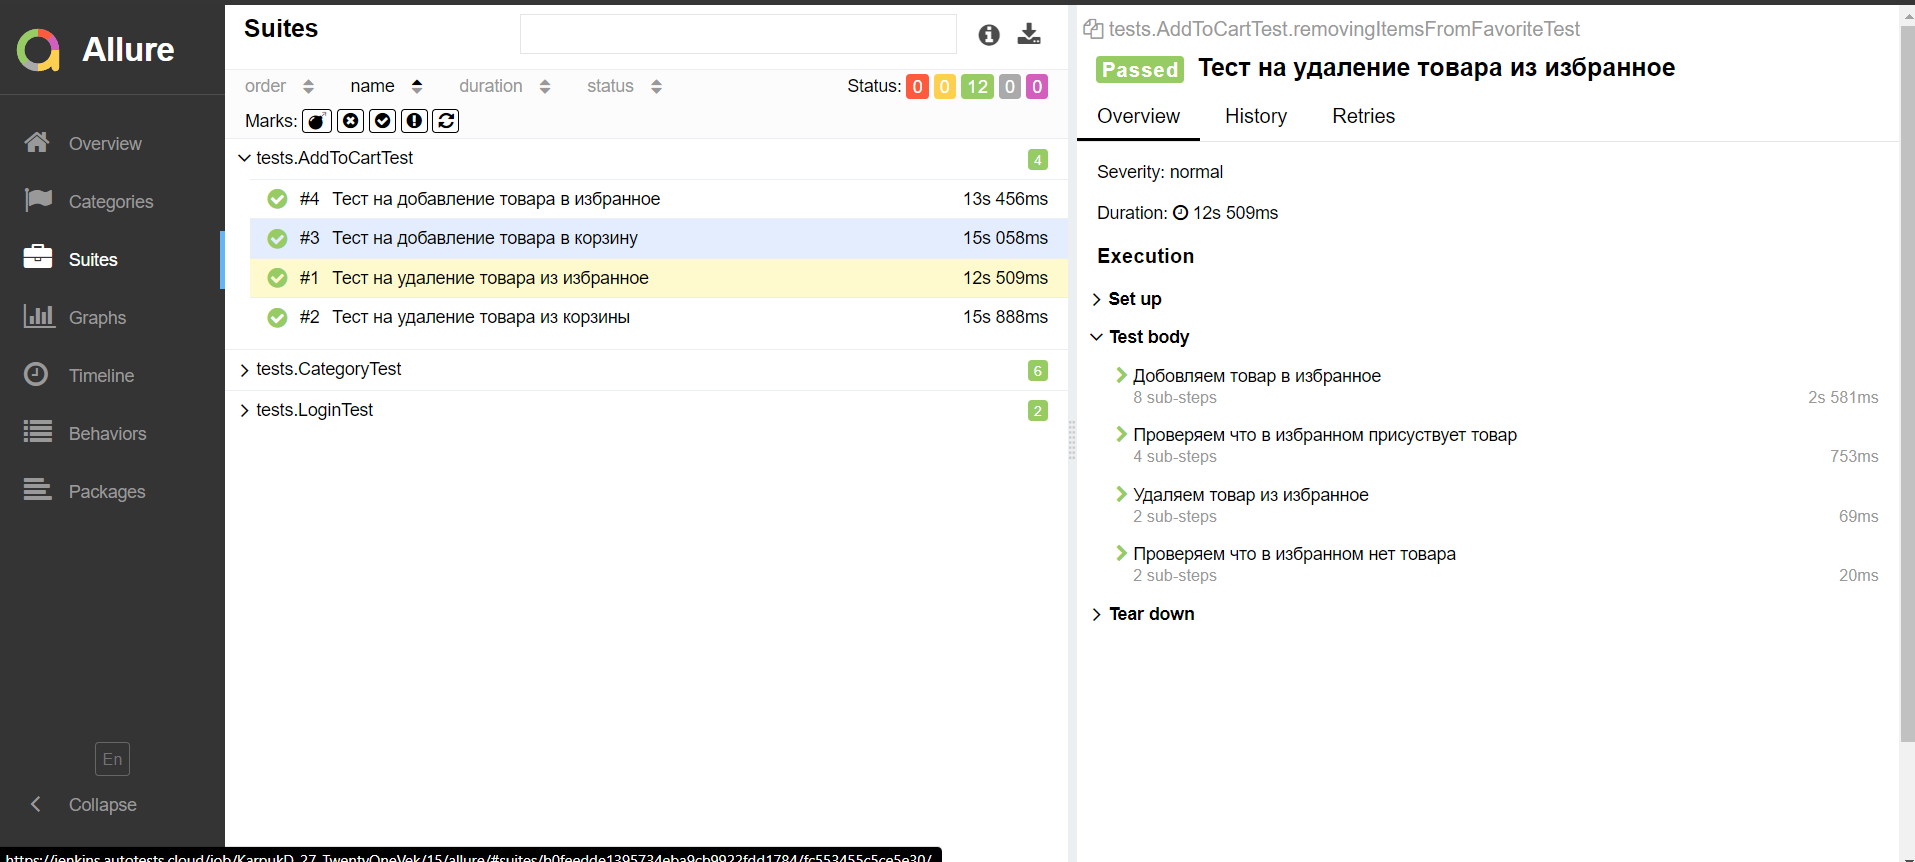 Allure
Overview
Categories
Suites
Graphs
Timeline
Behaviors
Packages
En
Collapse
Suites
order name duration status Status: 0 0 12 0 0
Marks:
tests.AddToCartTest 4
#4 Тест на добавление товара в избранное 13s 456ms
#3 Тест на добавление товара в корзину 15s 058ms
#1 Тест на удаление товара из избранное 12s 509ms
#2 Тест на удаление товара из корзины 15s 888ms
tests.CategoryTest 6
tests.LoginTest 2
tests.AddToCartTest.removingItemsFromFavoriteTest
Passed Тест на удаление товара из избранное
Overview History Retries
Severity: normal
Duration: 12s 509ms
Execution
Set up
Test body
Добовляем товар в избранное
8 sub-steps 2s 581ms
Проверяем что в избранном присуствует товар
4 sub-steps 753ms
Удаляем товар из избранное
2 sub-steps 69ms
Проверяем что в избранном нет товара
2 sub-steps 20ms
Tear down
https://jenkins.autotests.cloud/job/KarpukD_27_TwentyOneVek/15/allure/#suites/b0feedde1395734eba9cb9922fdd1784/fc553455c5ce5e30/